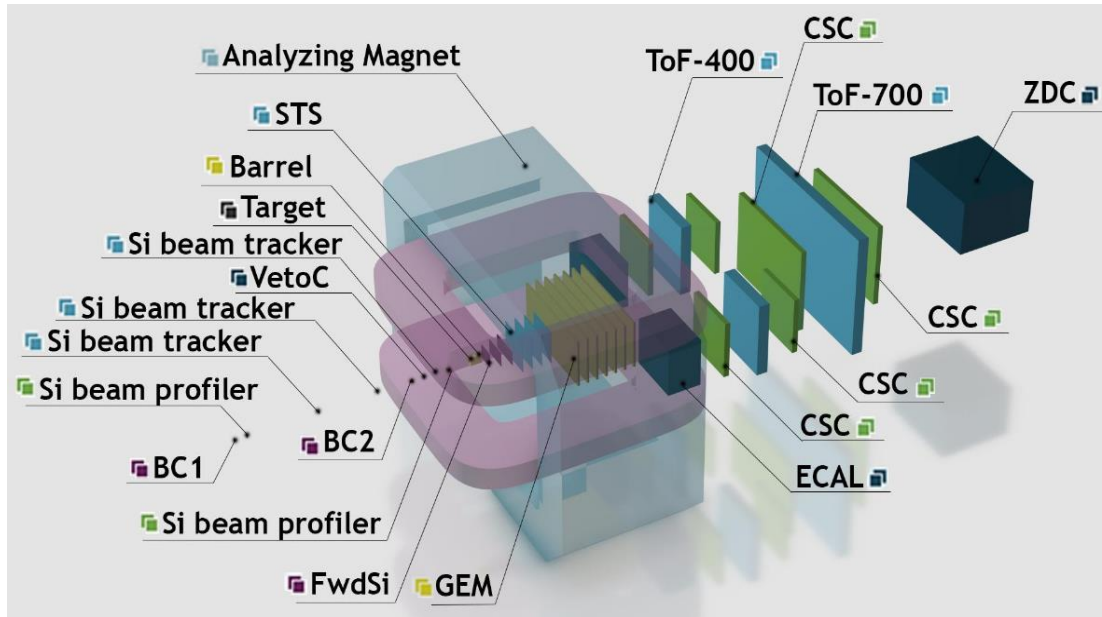 CSC
Analyzing Magnet
ToF-400
ToF-700
ZDC
STS
Barrel
Target
Si beam tracker
VetoC
Si beam tracker
Si beam tracker
Si beam profiler
BC1
BC2
CSC
CSC
CSC
ECAL
Si beam profiler
FwdSi
GEM